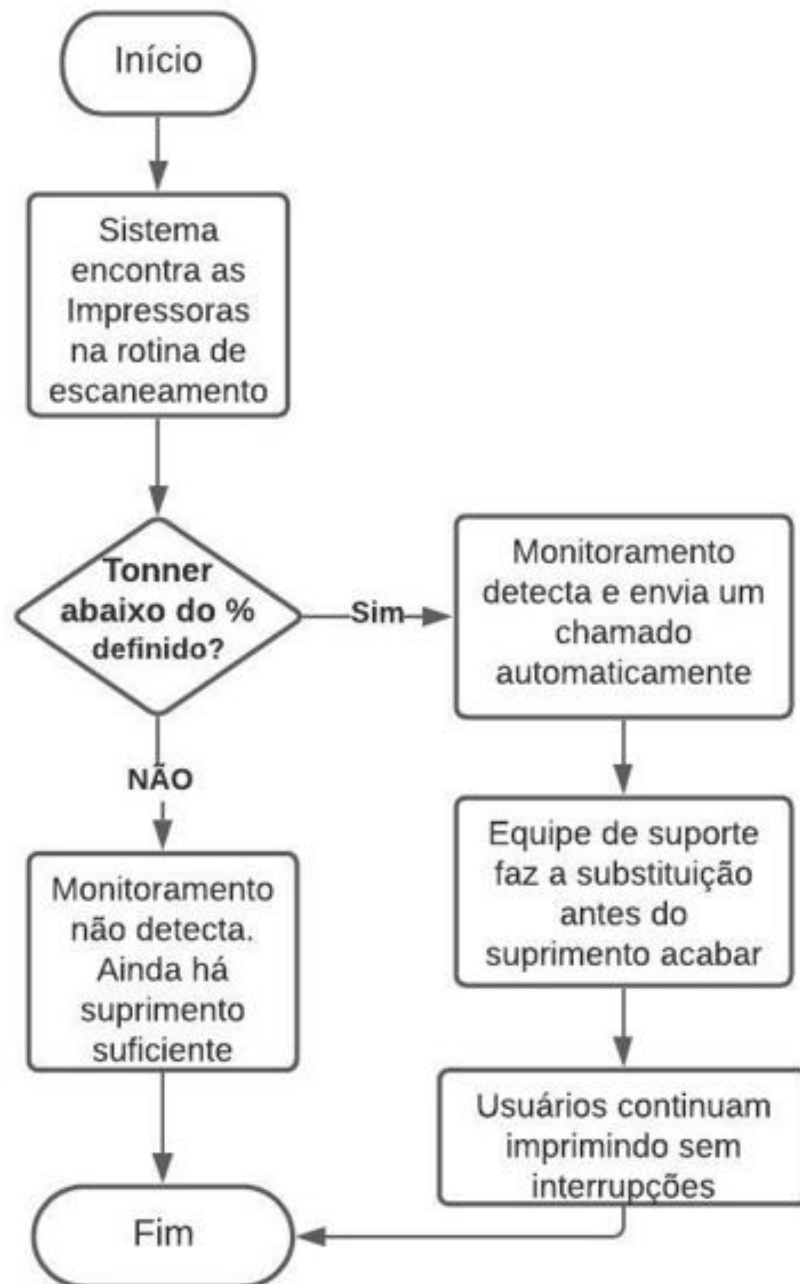 Início
Sistema
encontra as
Impressoras
na rotina de
escaneamento
Tonner
abaixo do %
definido?
Sim
Monitoramento
detecta e envia um
chamado
automaticamente
NÃO
Equipe de suporte
faz a substituição
antes do
suprimento acabar
Monitoramento
não detecta.
Ainda há
suprimento
suficiente
Usuários continuam
imprimindo sem
interrupções
Fim